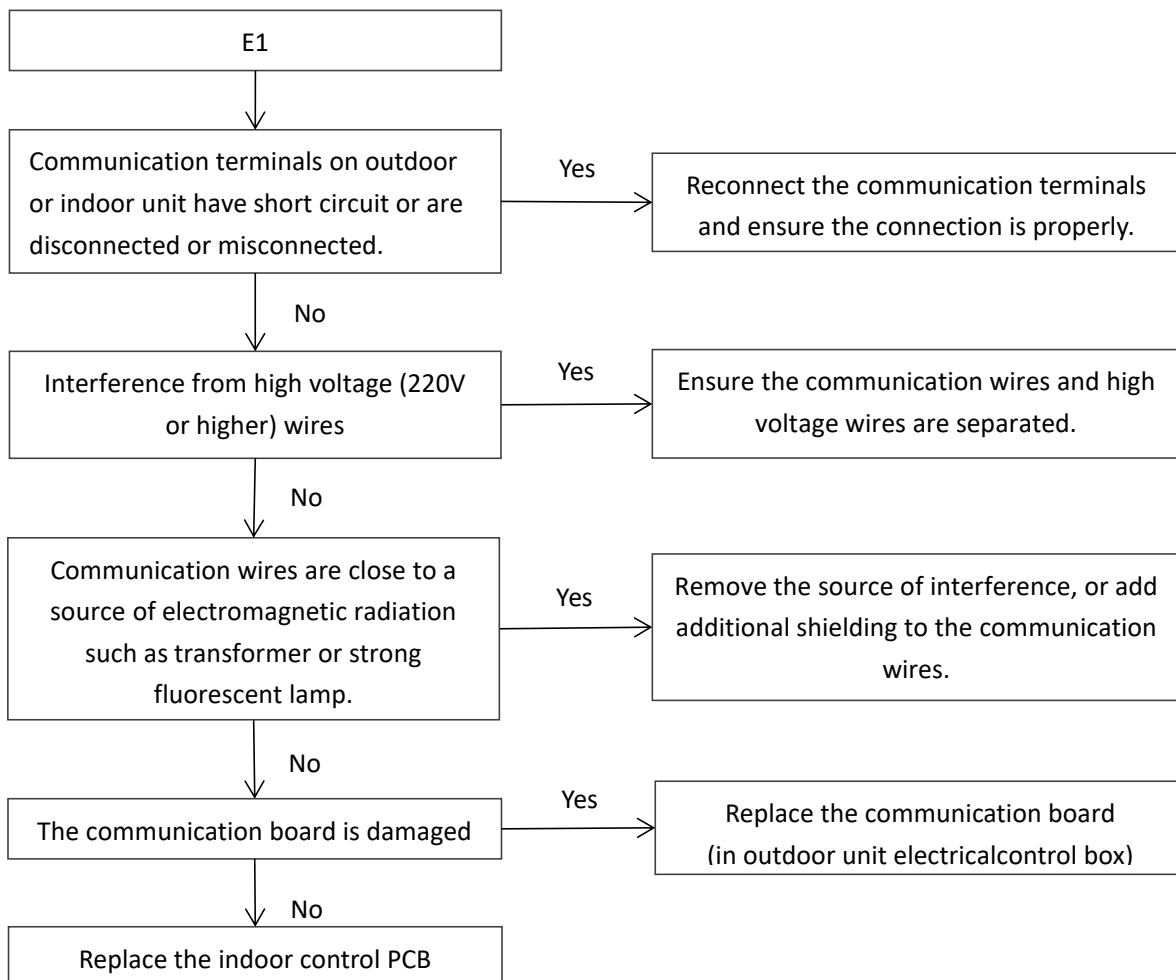 E1
Communication terminals on outdoor
or indoor unit have short circuit or are
disconnected or misconnected.
Yes
Reconnect the communication terminals
and ensure the connection is properly.
No
Interference from high voltage (220V
or higher) wires
Yes
Ensure the communication wires and high
voltage wires are separated.
No
Communication wires are close to a
source of electromagnetic radiation
such as transformer or strong
fluorescent lamp.
Yes
Remove the source of interference, or add
additional shielding to the communication
wires.
No
The communication board is damaged
Yes
Replace the communication board
(in outdoor unit electricalcontrol box)
No
Replace the indoor control PCB